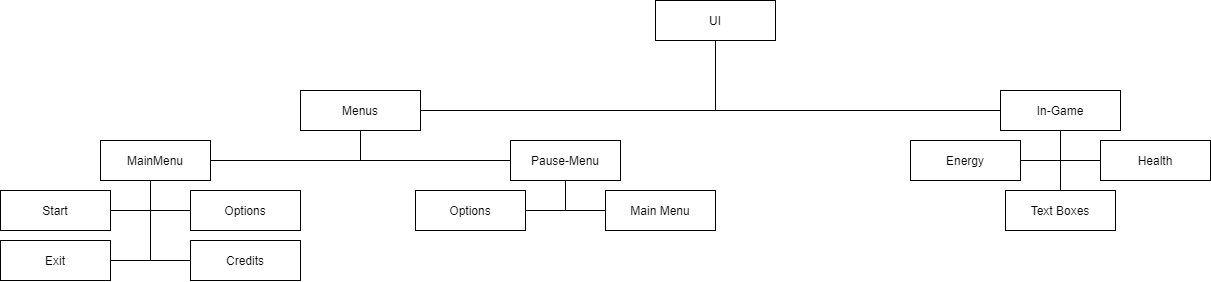 UI
Menus
In-Game
MainMenu
Pause-Menu
Energy
Health
Start
Options
Options
Main Menu
Text Boxes
Exit
Credits